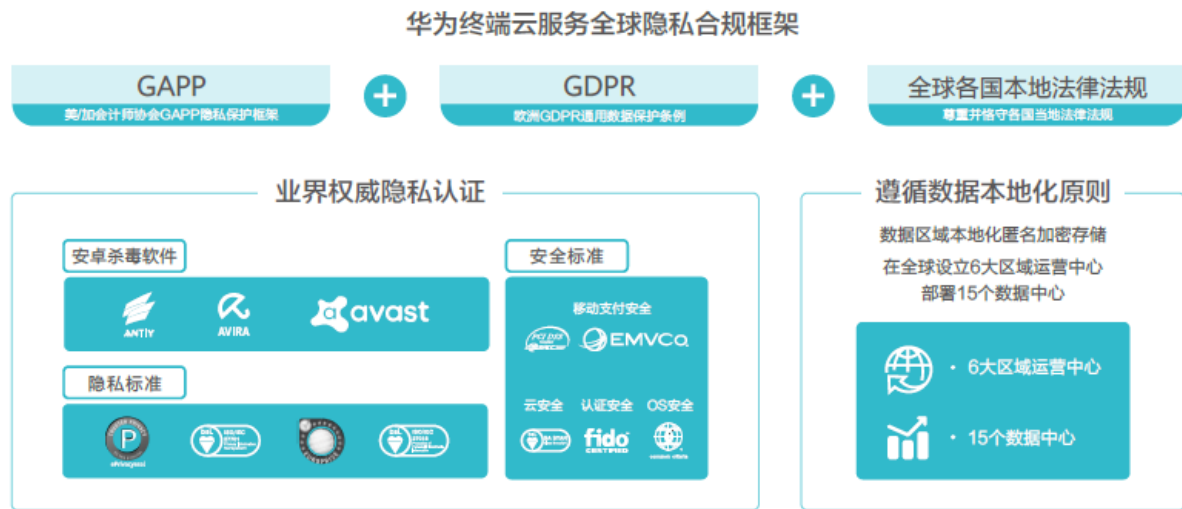 华为终端云服务全球隐私合规框架
GAPP
美/加会计师协会GAPP隐私保护框架
GDPR
欧洲GDPR通用数据保护条例
全球各国本地法律法规
尊重并恪守各国当地法律法规
业界权威隐私认证
安卓杀毒软件
ANTIY
AVIRA
avast
隐私标准
P
ePrivacyseal
安全标准
移动支付安全
PCI DSS
EMVCo
云安全
认证安全
OS安全
fido
CERTIFIED
遵循数据本地化原则
数据区域本地化匿名加密存储
在全球设立6大区域运营中心
部署15个数据中心
· 6大区域运营中心
· 15个数据中心